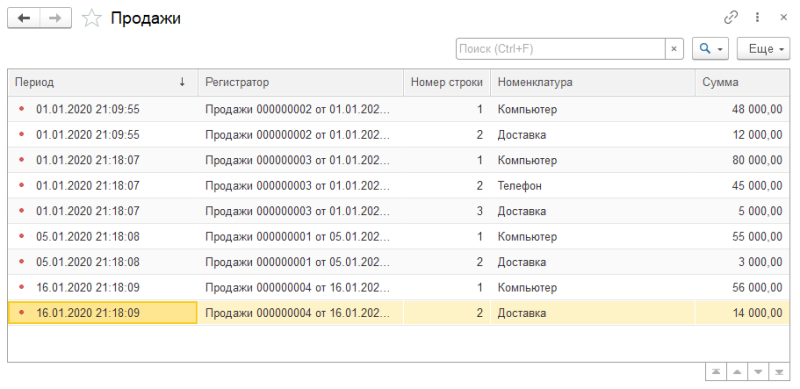 Продажи
Поиск (Ctrl+F)
Еще
Период Регистратор Номер строки Номенклатура Сумма
01.01.2020 21:09:55 Продажи 000000002 от 01.01.202... 1 Компьютер 48 000,00
01.01.2020 21:09:55 Продажи 000000002 от 01.01.202... 2 Доставка 12 000,00
01.01.2020 21:18:07 Продажи 000000003 от 01.01.202... 1 Компьютер 80 000,00
01.01.2020 21:18:07 Продажи 000000003 от 01.01.202... 2 Телефон 45 000,00
01.01.2020 21:18:07 Продажи 000000003 от 01.01.202... 3 Доставка 5 000,00
05.01.2020 21:18:08 Продажи 000000001 от 05.01.202... 1 Компьютер 55 000,00
05.01.2020 21:18:08 Продажи 000000001 от 05.01.202... 2 Доставка 3 000,00
16.01.2020 21:18:09 Продажи 000000004 от 16.01.202... 1 Компьютер 56 000,00
16.01.2020 21:18:09 Продажи 000000004 от 16.01.202... 2 Доставка 14 000,00